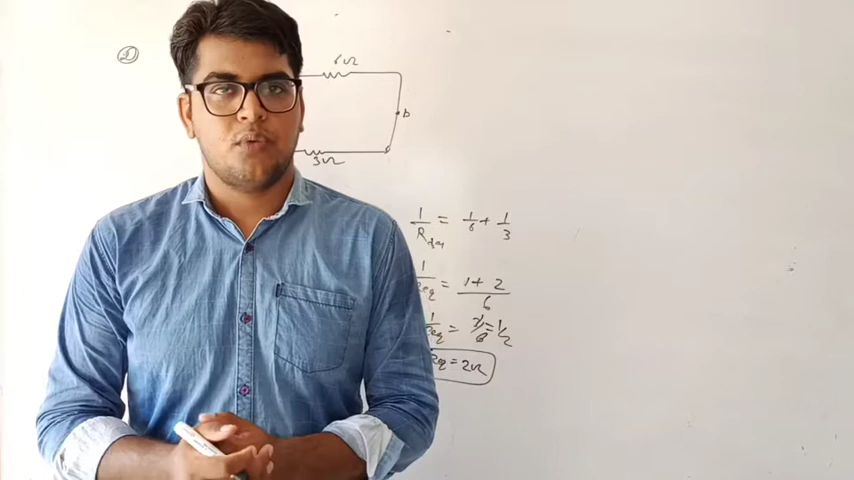 2)
6Ω
b
3Ω
1/Req = 1/6 + 1/3
1/Req = 1+2/6
1/Req = 3/6 = 1/2
Req = 2Ω